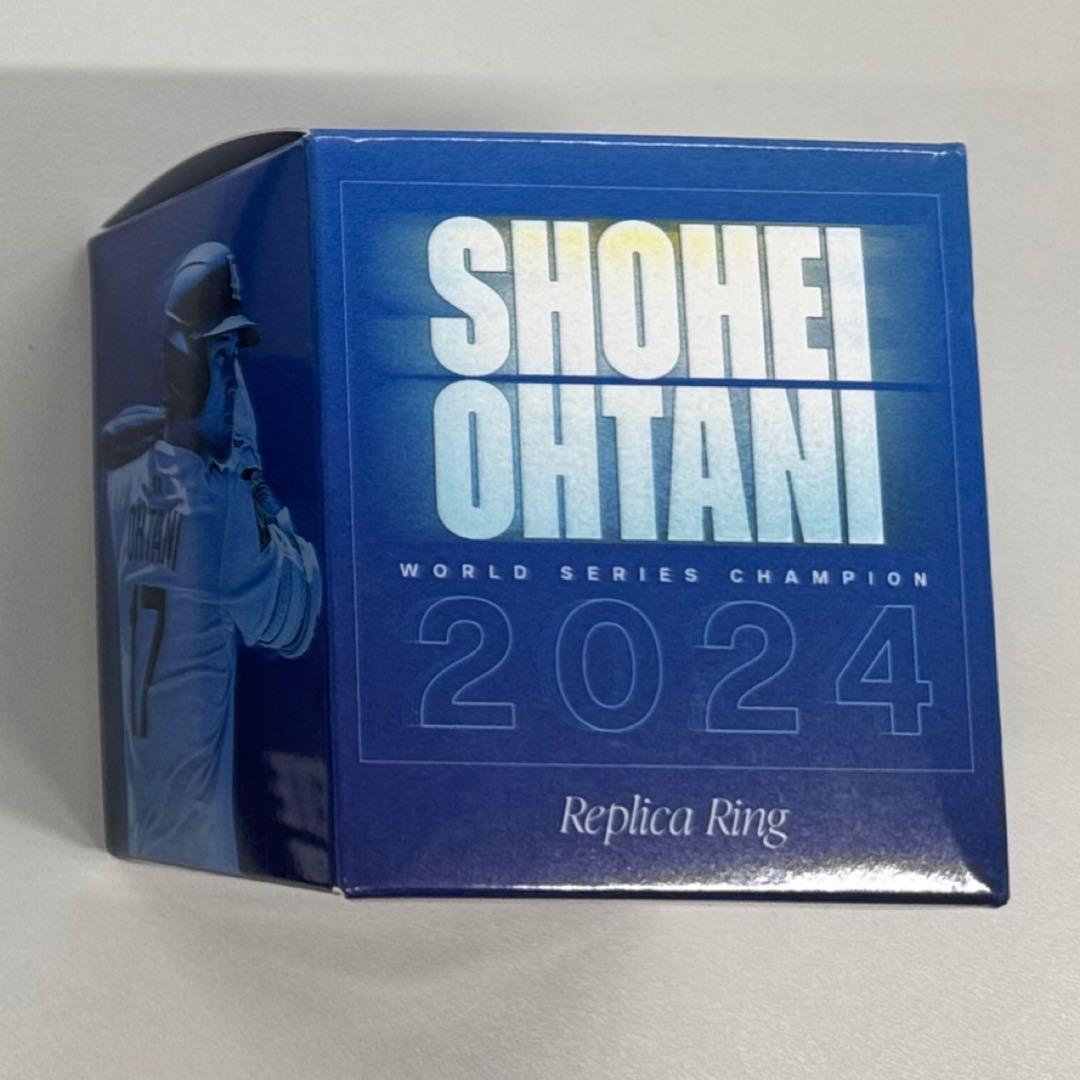 SHOHEI
OHTANI
WORLD SERIES CHAMPION
2024
Replica Ring
OHTANI
17